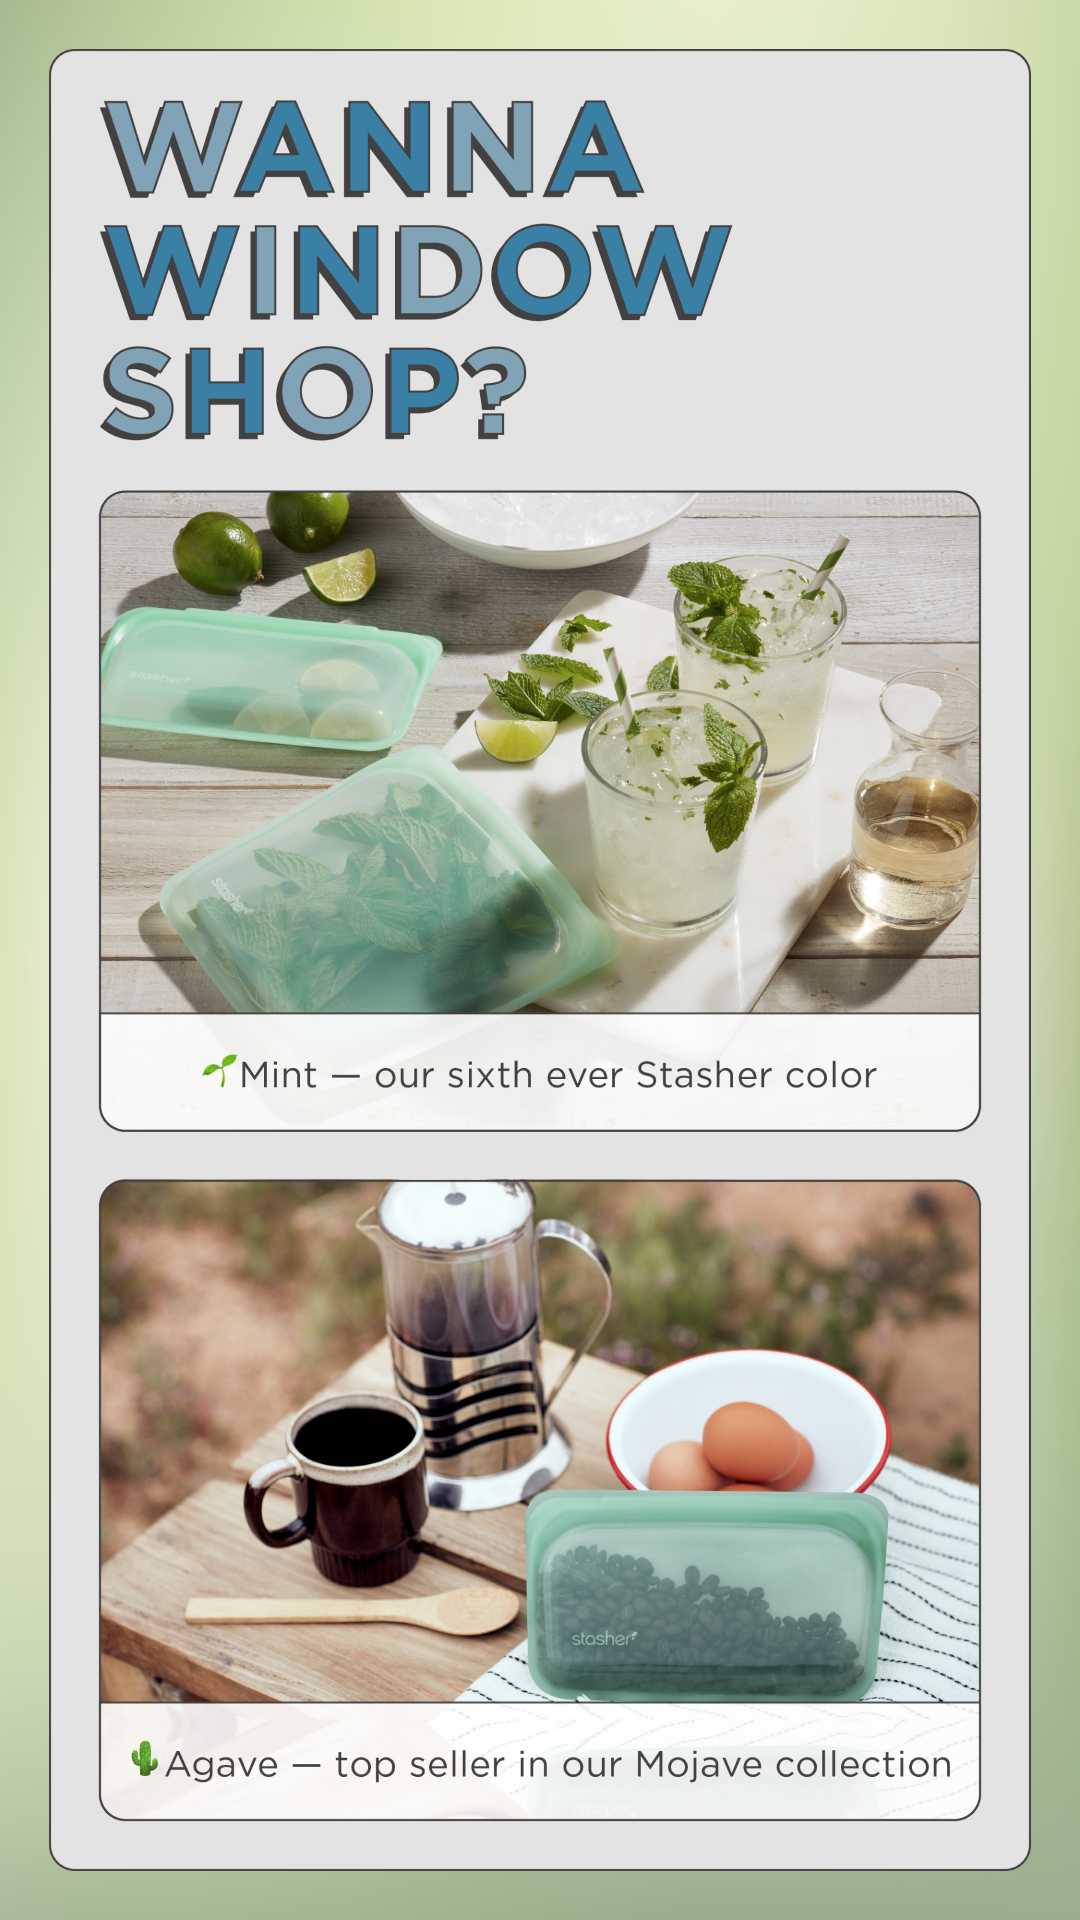 WANNA
WINDOW
SHOP?
stasher
stasher
🌱Mint — our sixth ever Stasher color
stasher
🌵Agave — top seller in our Mojave collection